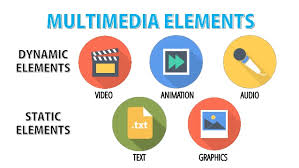 MULTIMEDIA ELEMENTS
DYNAMIC
ELEMENTS
VIDEO
ANIMATION
AUDIO
STATIC
ELEMENTS
.txt
TEXT
GRAPHICS